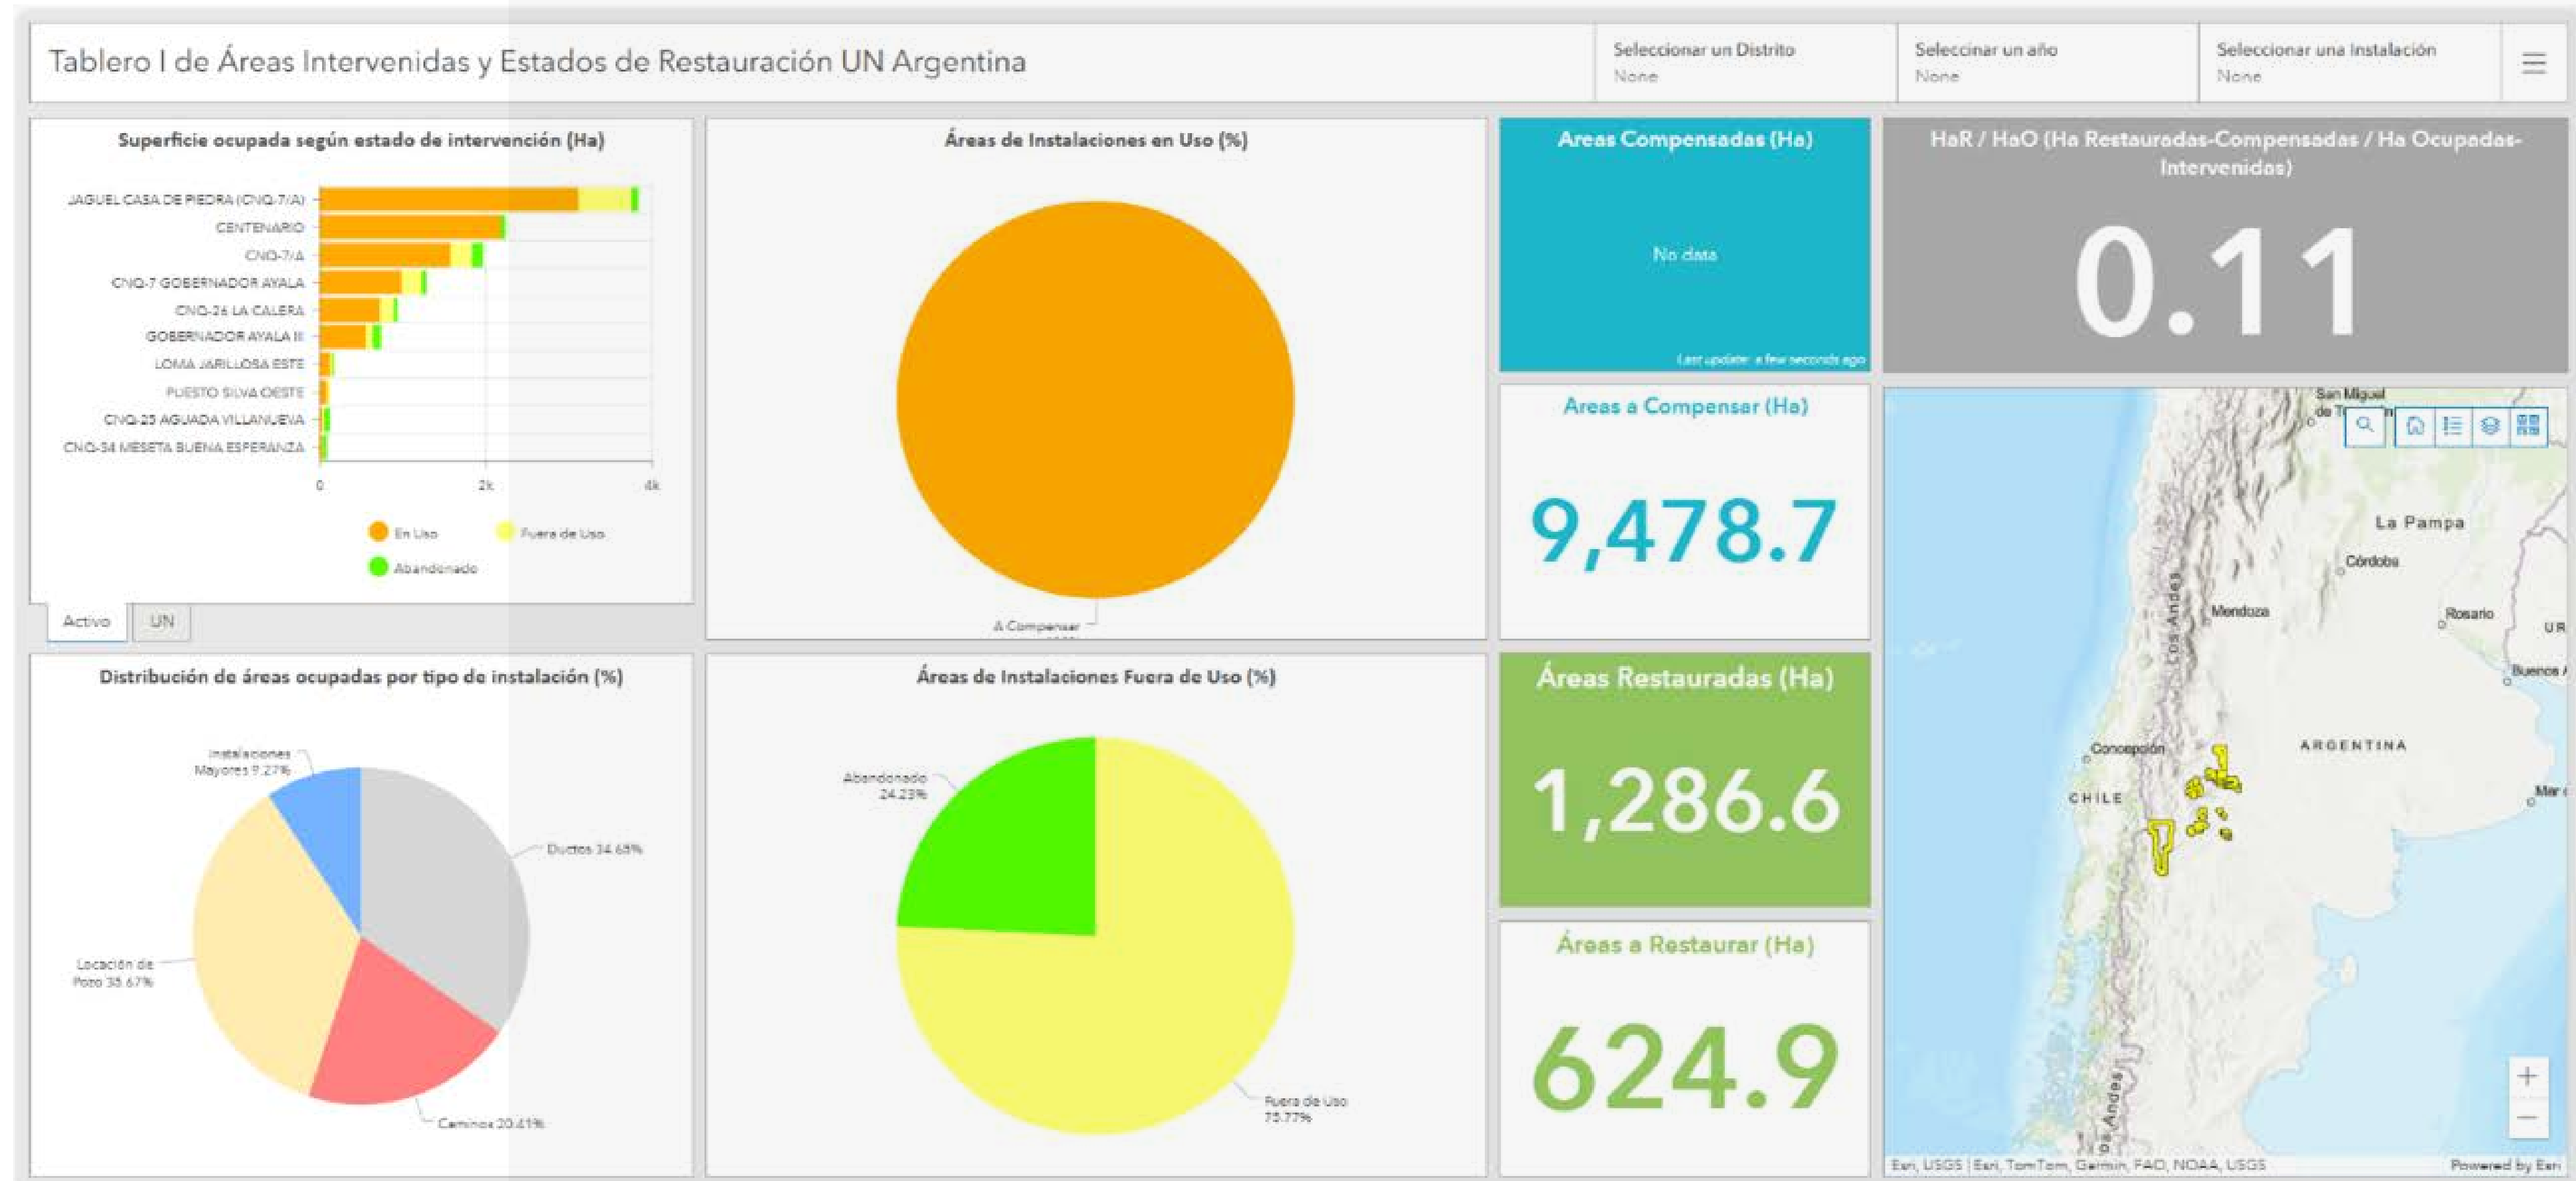 Tablero I de Áreas Intervenidas y Estados de Restauración UN Argentina
Seleccionar un Distrito
None
Seleccinar un año
None
Seleccionar una Instalación
None
Superficie ocupada según estado de intervención (Ha)
JAGUEL CASA DE PIEDRA (CNQ-7/A)
CENTENARIO
CNQ-7/A
CNQ-7 GOBERNADOR AYALA
CNQ-26 LA CALERA
GOBERNADOR AYALA III
LOMA JARILLOSA ESTE
PUESTO SILVA OESTE
CNQ-25 AGUADA VILLANUEVA
CNQ-34 MESETA BUENA ESPERANZA
0
2k
4k
En Uso
Fuera de Uso
Abandonado
Activo
UN
Áreas de Instalaciones en Uso (%)
A Compensar
Areas Compensadas (Ha)
No data
Last update: a few seconds ago
HaR / HaO (Ha Restauradas-Compensadas / Ha Ocupadas-
Intervenidas)
0.11
Areas a Compensar (Ha)
9,478.7
Distribución de áreas ocupadas por tipo de instalación (%)
Instalaciones
Mayores 9.27%
Ductos
Locación de
Pozo
Caminos 20.41%
Áreas de Instalaciones Fuera de Uso (%)
Abandonado
24.23%
Fuera de Uso
75.77%
Áreas Restauradas (Ha)
1,286.6
Áreas a Restaurar (Ha)
624.9
San Miguel
La Pampa
Córdoba
Los Andes
Mendoza
Rosario
UR
Buenos A
Concepción
ARGENTINA
CHILE
Mar
Andes
+
−
Esri, USGS | Esri, TomTom, Garmin, FAO, NOAA, USGS
Powered by Esri